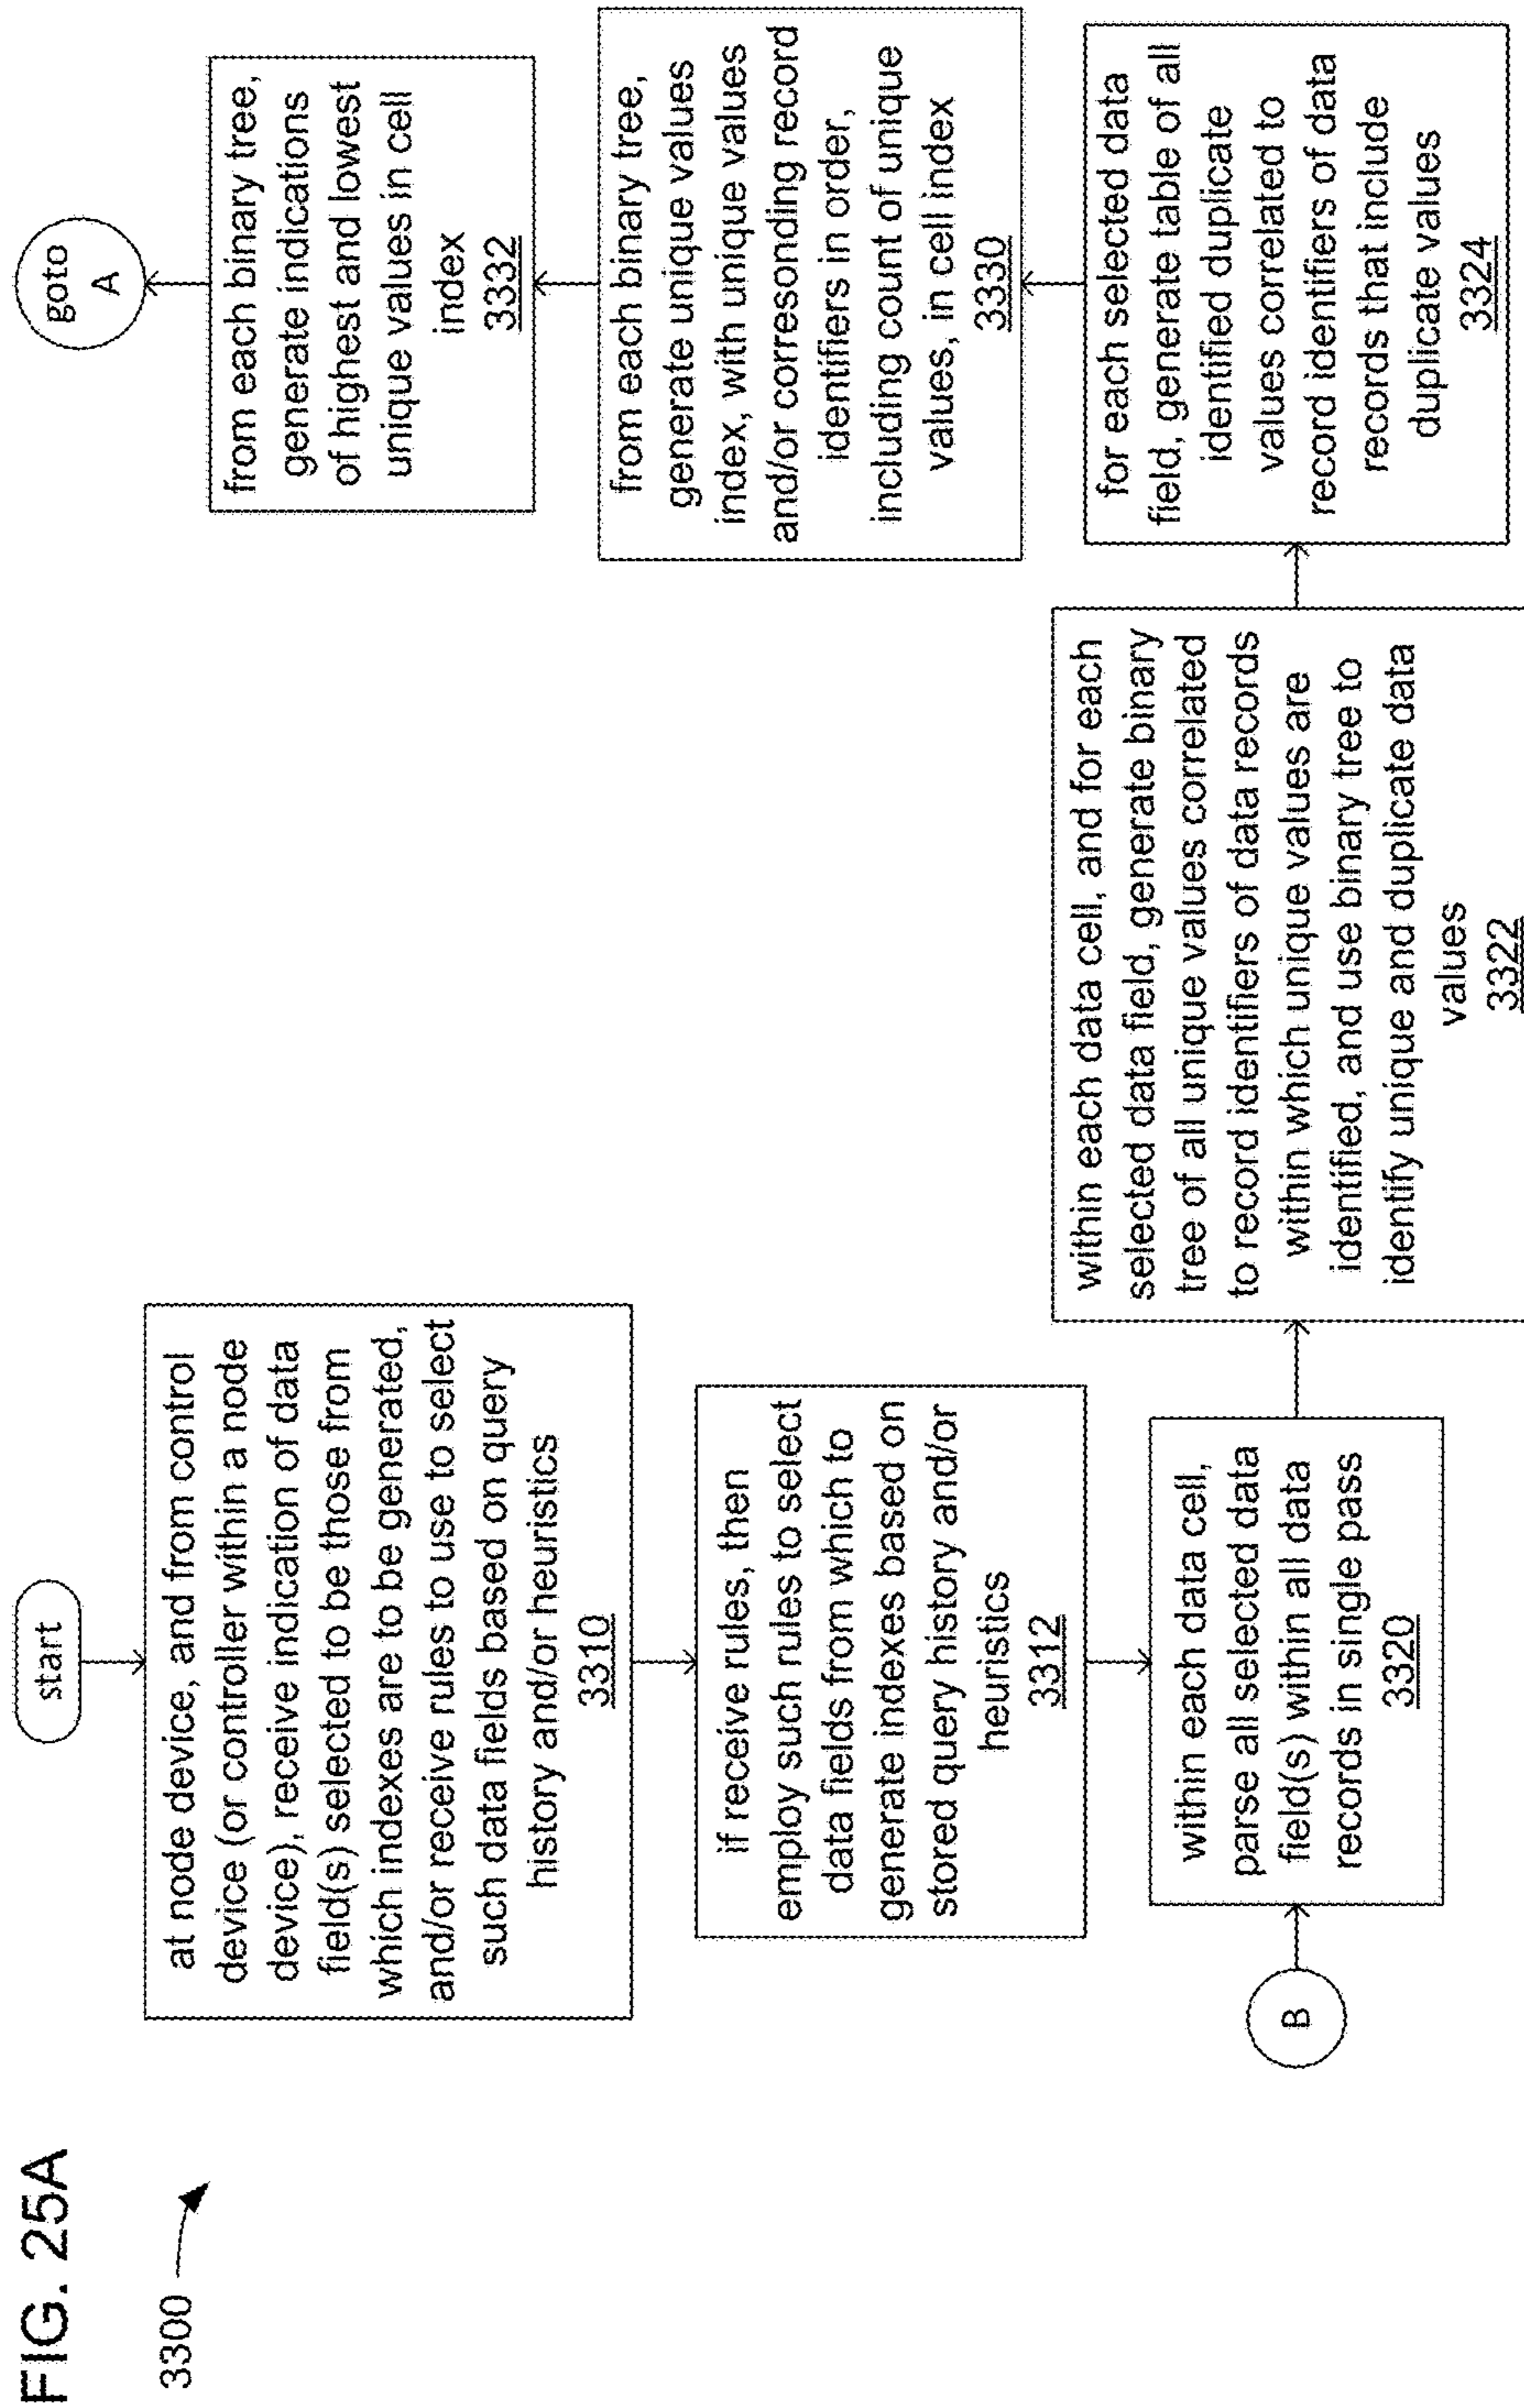 FIG. 25A
3300
start
at node device, and from control
device (or controller within a node
device), receive indication of data
field(s) selected to be those from
which indexes are to be generated,
and/or receive rules to use to select
such data fields based on query
history and/or heuristics
3310
if receive rules, then
employ such rules to select
data fields from which to
generate indexes based on
stored query history and/or
heuristics
3312
B
within each data cell,
parse all selected data
field(s) within all data
records in single pass
3320
within each data cell, and for each
selected data field, generate binary
tree of all unique values correlated
to record identifiers of data records
within which unique values are
identified, and use binary tree to
identify unique and duplicate data
values
3322
for each selected data
field, generate table of all
identified duplicate
values correlated to
record identifiers of data
records that include
duplicate values
3324
from each binary tree,
generate unique values
index, with unique values
and/or corresonding record
identifiers in order,
including count of unique
values, in cell index
3330
from each binary tree,
generate indications
of highest and lowest
unique values in cell
index
3332
goto
A